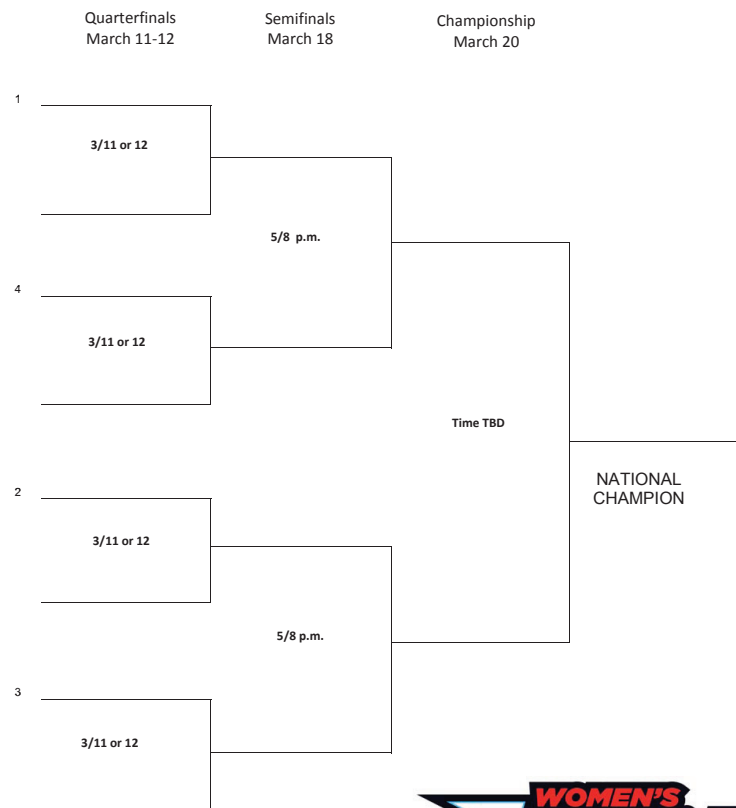 Quarterfinals
March 11-12
Semifinals
March 18
Championship
March 20
1
3/11 or 12
5/8 p.m.
4
3/11 or 12
Time TBD
NATIONAL
CHAMPION
2
3/11 or 12
5/8 p.m.
3
3/11 or 12
WOMEN'S